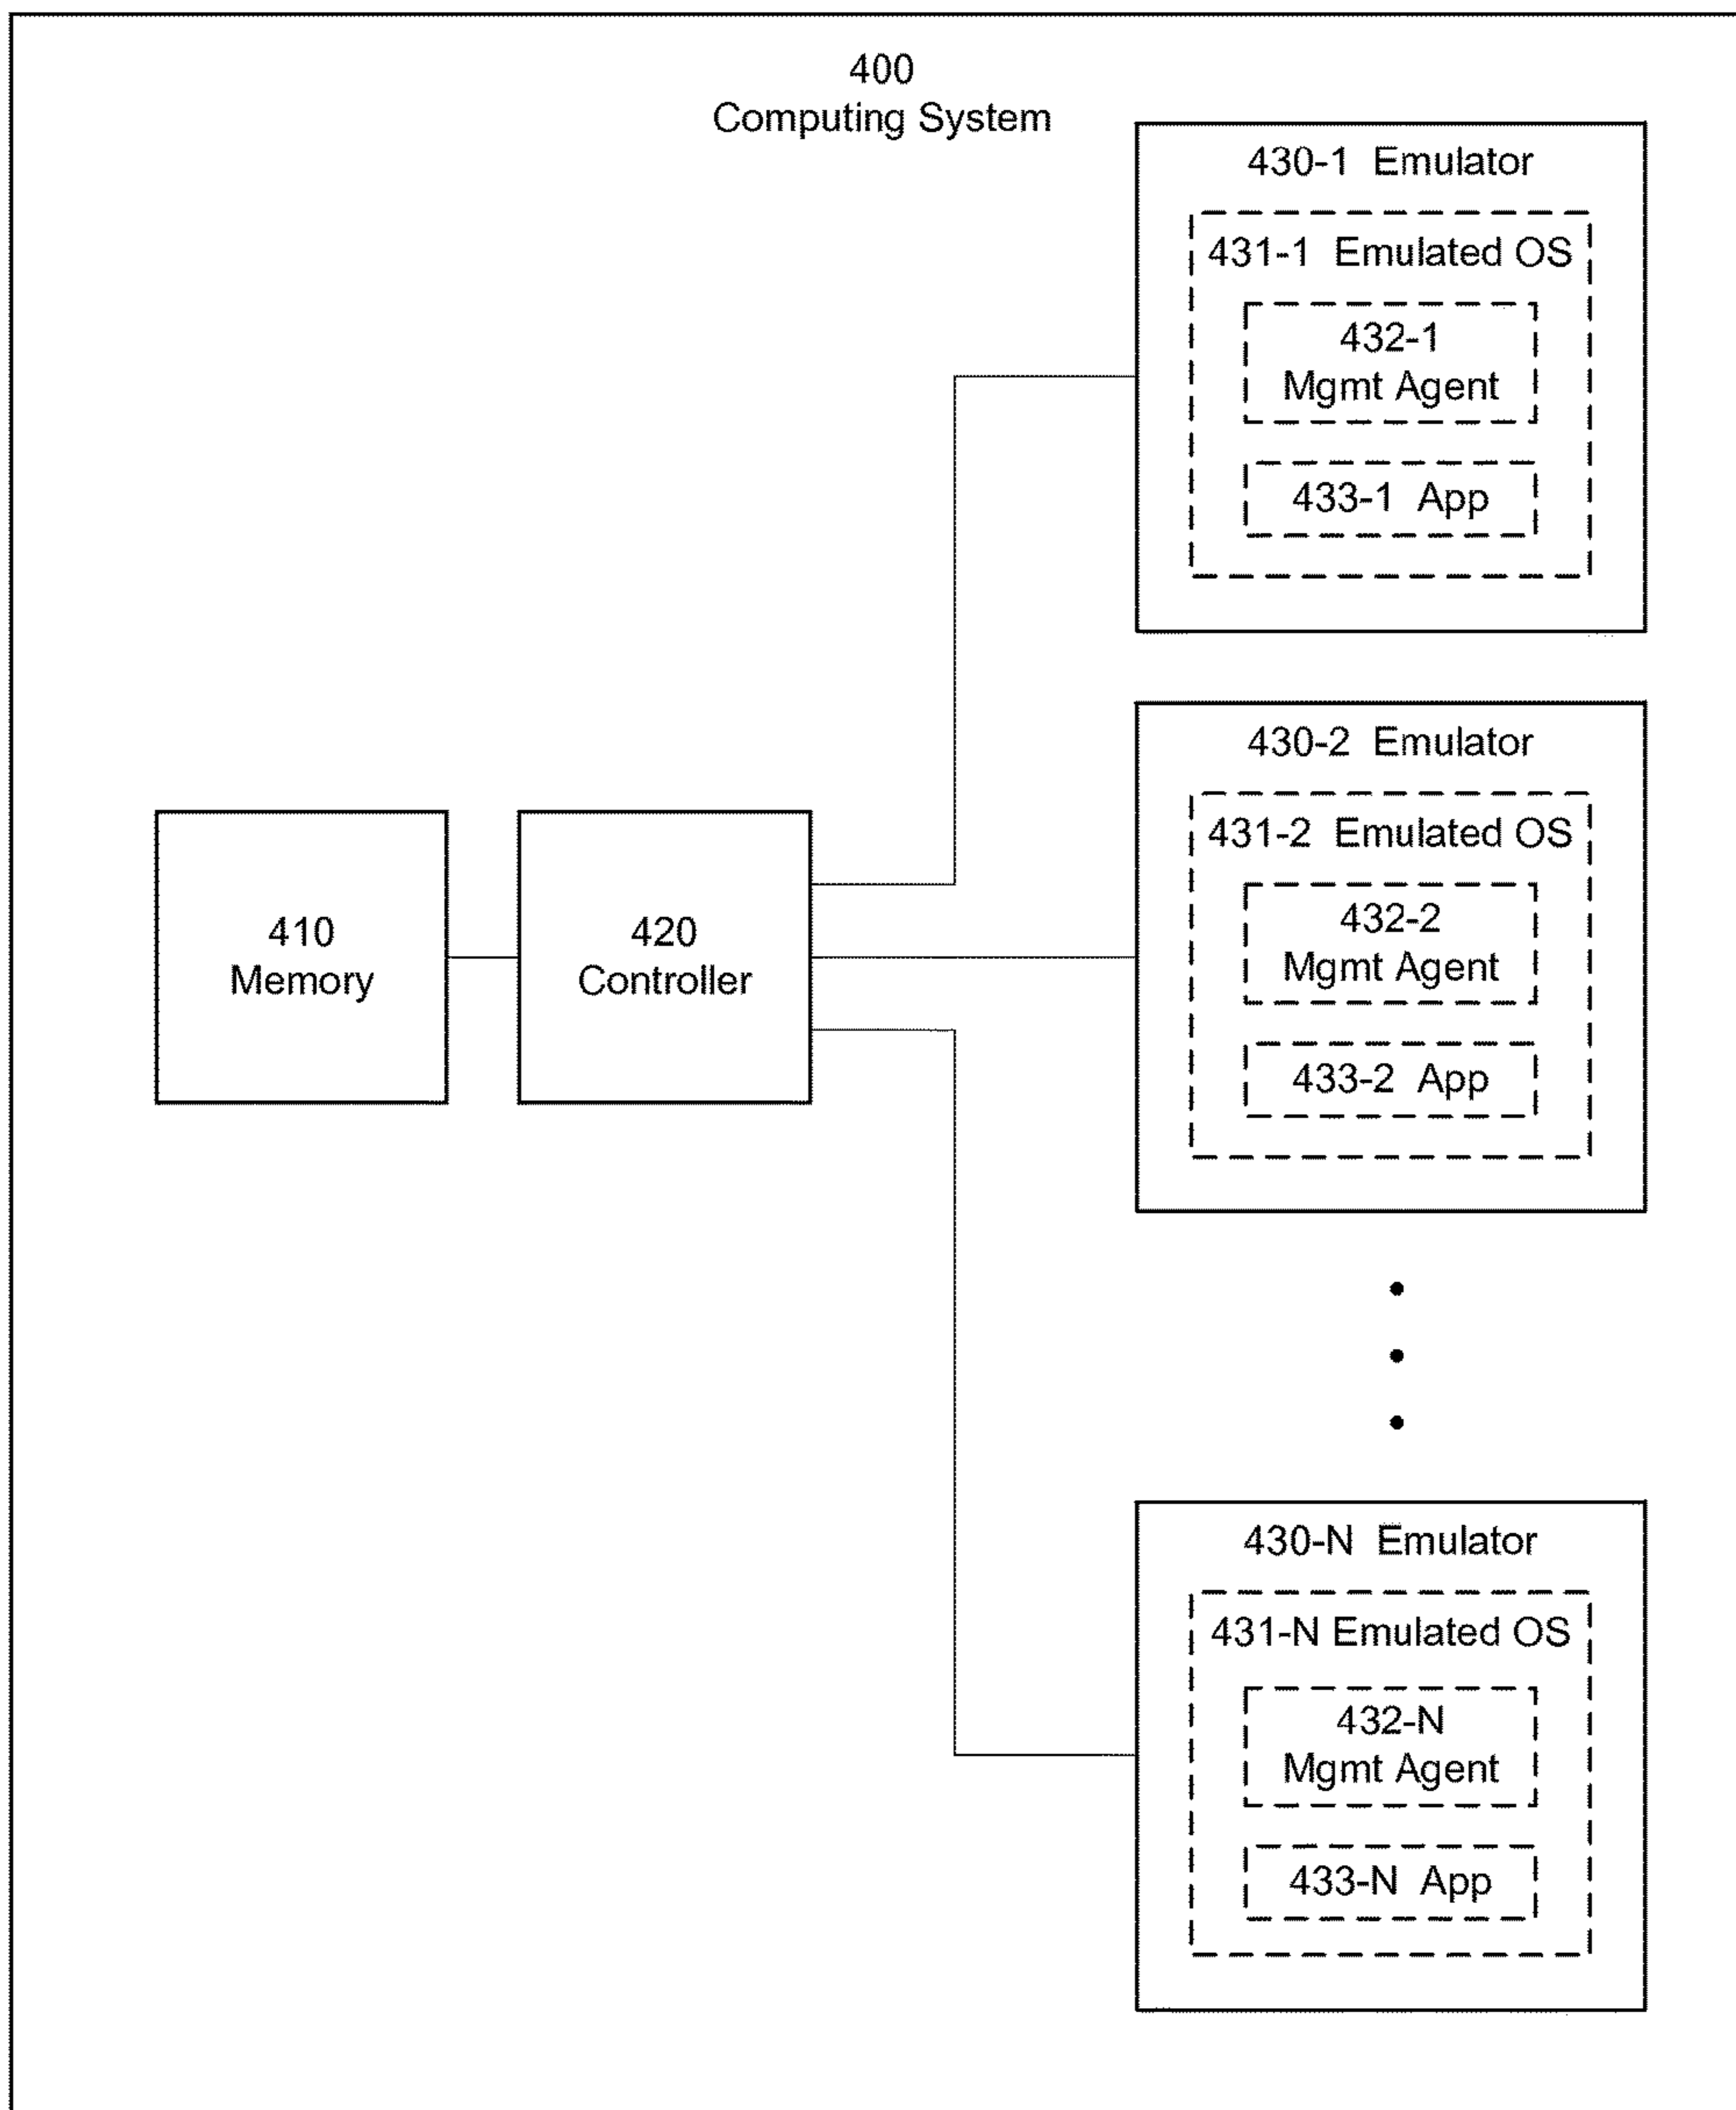 400
Computing System
430-1 Emulator
431-1 Emulated OS
432-1
Mgmt Agent
433-1 App
430-2 Emulator
431-2 Emulated OS
432-2
Mgmt Agent
433-2 App
410
Memory
420
Controller
430-N Emulator
431-N Emulated OS
432-N
Mgmt Agent
433-N App